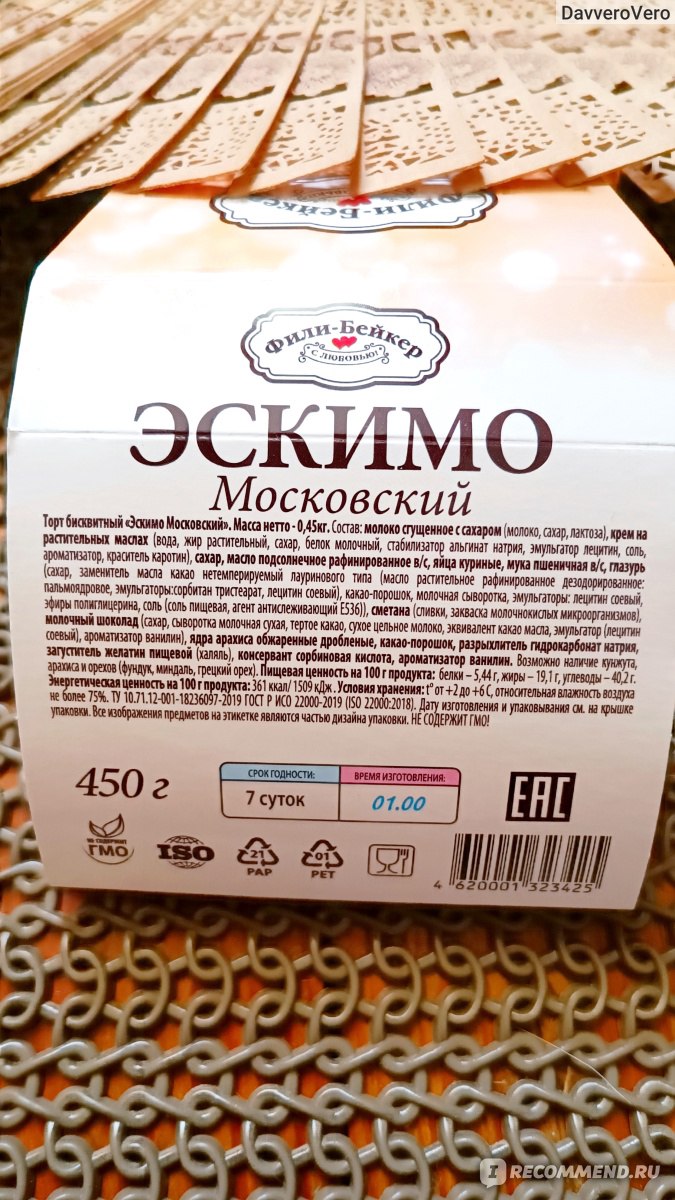 DavveroVero
Фили-Бейкер
Фили-Бейкер
С ЛЮБОВЬЮ!
ЭСКИМО
Московский
Торт бисквитный «Эскимо Московский». Масса нетто - 0,45кг. Состав: молоко сгущенное с сахаром (молоко, сахар, лактоза), крем на
растительных маслах (вода, жир растительный, сахар, белок молочный, стабилизатор альгинат натрия, эмульгатор лецитин, соль,
ароматизатор, краситель каротин), сахар, масло подсолнечное рафинированное в/с, яйца куриные, мука пшеничная в/с, глазурь
(сахар, заменитель масла какао нетемперируемый лауринового типа (масло растительное рафинированное дезодорированное:
пальмоядровое, эмульгаторы:сорбитан тристеарат, лецитин соевый), какао-порошок, молочная сыворотка, эмульгаторы: лецитин соевый,
эфиры полиглицерина, соль (соль пищевая, агент антислеживающий Е536)), сметана (сливки, закваска молочнокислых микроорганизмов),
молочный шоколад (сахар, сыворотка молочная сухая, тертое какао, сухое цельное молоко, эквивалент какао масла, эмульгатор (лецитин
соевый), ароматизатор ванилин), ядра арахиса обжаренные дробленые, какао-порошок, разрыхлитель гидрокарбонат натрия,
загуститель желатин пищевой (халяль), консервант сорбиновая кислота, ароматизатор ванилин. Возможно наличие кунжута,
арахиса и орехов (фундук, миндаль, грецкий орех). Пищевая ценность на 100 г продукта: белки – 5,44 г, жиры – 19,1 г, углеводы – 40,2 г.
Энергетическая ценность на 100 г продукта: 361 ккал/ 1509 кДж . Условия хранения: t° от +2 до +6 С, относительная влажность воздуха
не более 75%. ТУ 10.71.12-001-18236097-2019 ГОСТ Р ИСО 22000-2019 (ISO 22000:2018). Дату изготовления и упаковывания см. на крышке
упаковки. Все изображения предметов на этикетке являются частью дизайна упаковки. НЕ СОДЕРЖИТ ГМО!
450 г
СРОК ГОДНОСТИ:
ВРЕМЯ ИЗГОТОВЛЕНИЯ:
7 суток
01.00
EAC
НЕ СОДЕРЖИТ
ГМО
ISO
21
PAP
01
PET
4 620001 323425
IRECOMMEND.RU